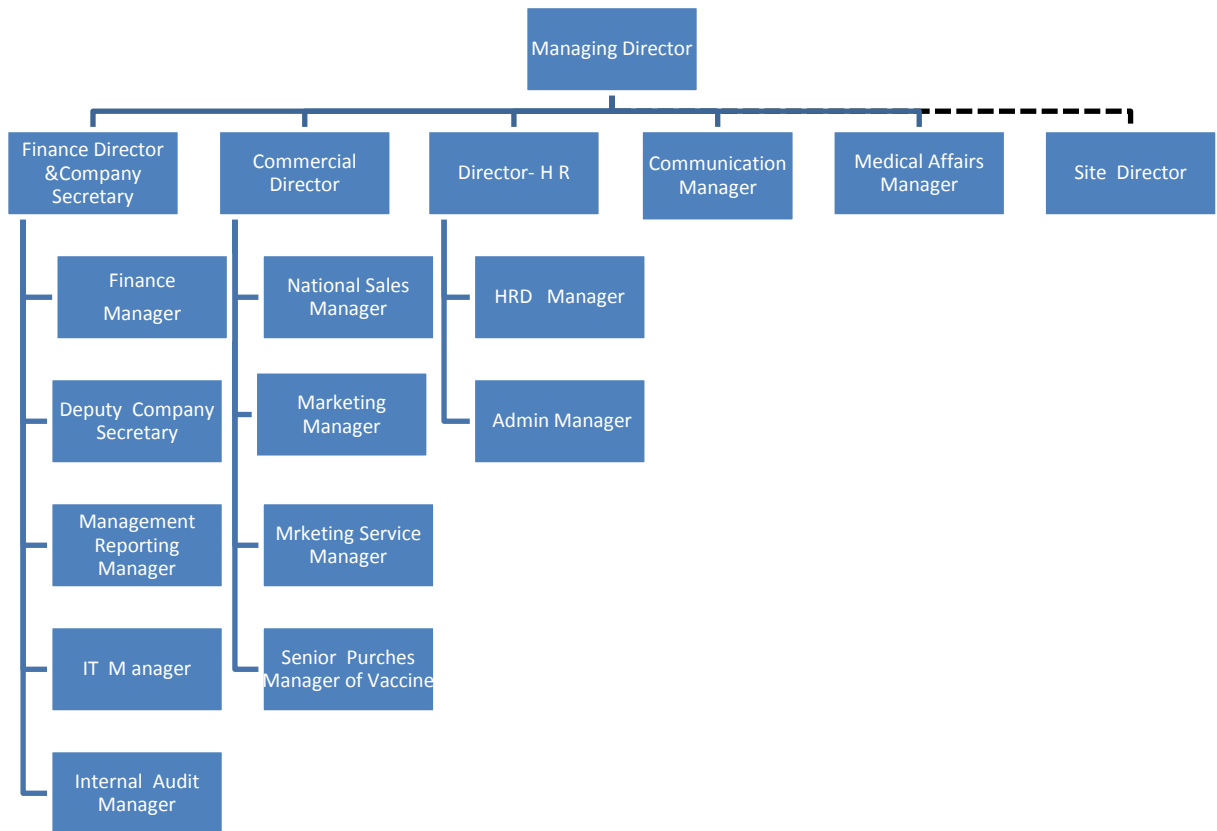 Managing Director
Finance Director
&Company
Secretary
Commercial
Director
Director- H R
Communication
Manager
Medical Affairs
Manager
Site Director
Finance
Manager
National Sales
Manager
HRD Manager
Deputy Company
Secretary
Marketing
Manager
Admin Manager
Management
Reporting
Manager
Mrketing Service
Manager
IT M anager
Senior Purches
Manager of Vaccine
Internal Audit
Manager